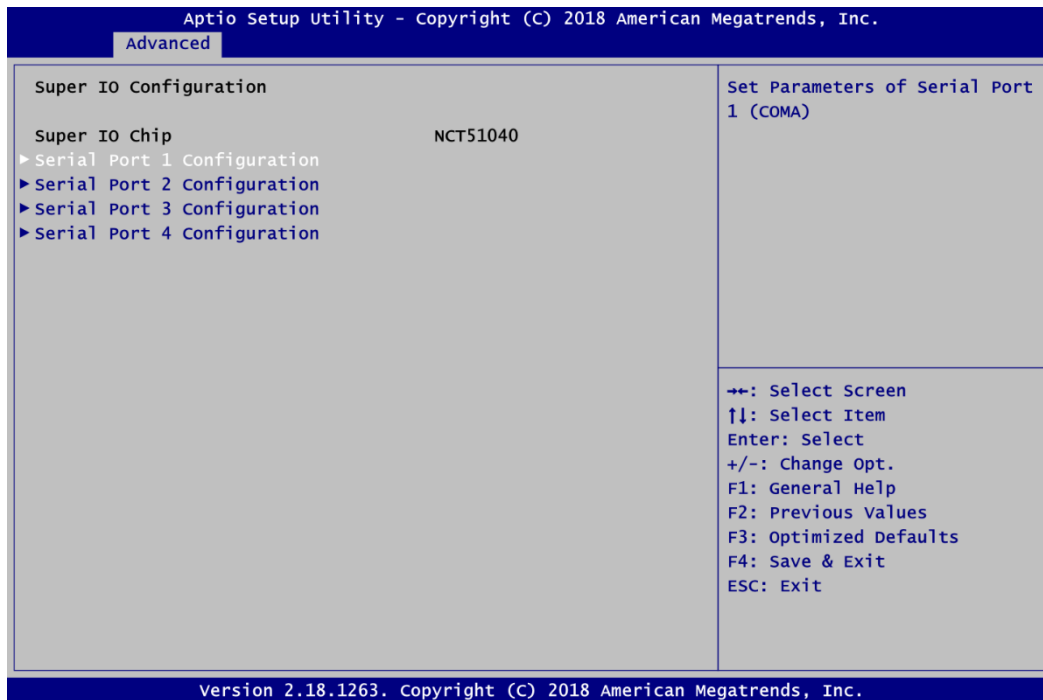 Aptio Setup Utility - Copyright (C) 2018 American Megatrends, Inc.
Advanced
Super IO Configuration
Super IO Chip NCT5104D
►Serial Port 1 Configuration
►Serial Port 2 Configuration
►Serial Port 3 Configuration
►Serial Port 4 Configuration
Set Parameters of Serial Port
1 (COMA)
→←: Select Screen
↑↓: Select Item
Enter: Select
+/-: Change Opt.
F1: General Help
F2: Previous Values
F3: Optimized Defaults
F4: Save & Exit
ESC: Exit
Version 2.18.1263. Copyright (C) 2018 American Megatrends, Inc.